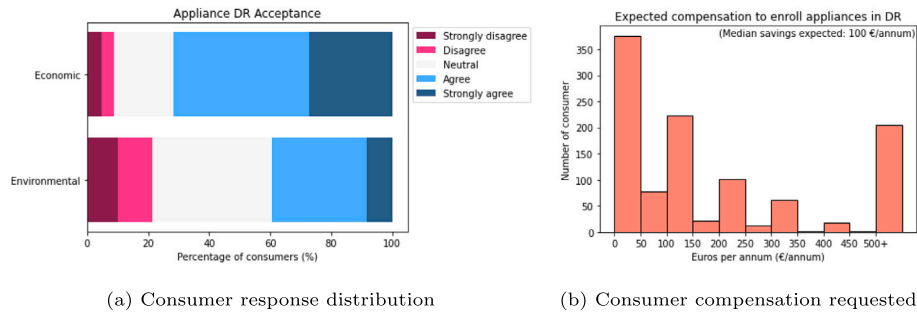 Appliance DR Acceptance
Economic
Environmental
0
20
40
60
80
100
Percentage of consumers (%)
Strongly disagree
Disagree
Neutral
Agree
Strongly agree
(a) Consumer response distribution
Expected compensation to enroll appliances in DR
(Median savings expected: 100 €/annum)
Number of consumer
350
300
250
200
150
100
50
0
0 50 100 150 200 250 300 350 400 450 500+
Euros per annum (€/annum)
(b) Consumer compensation requested